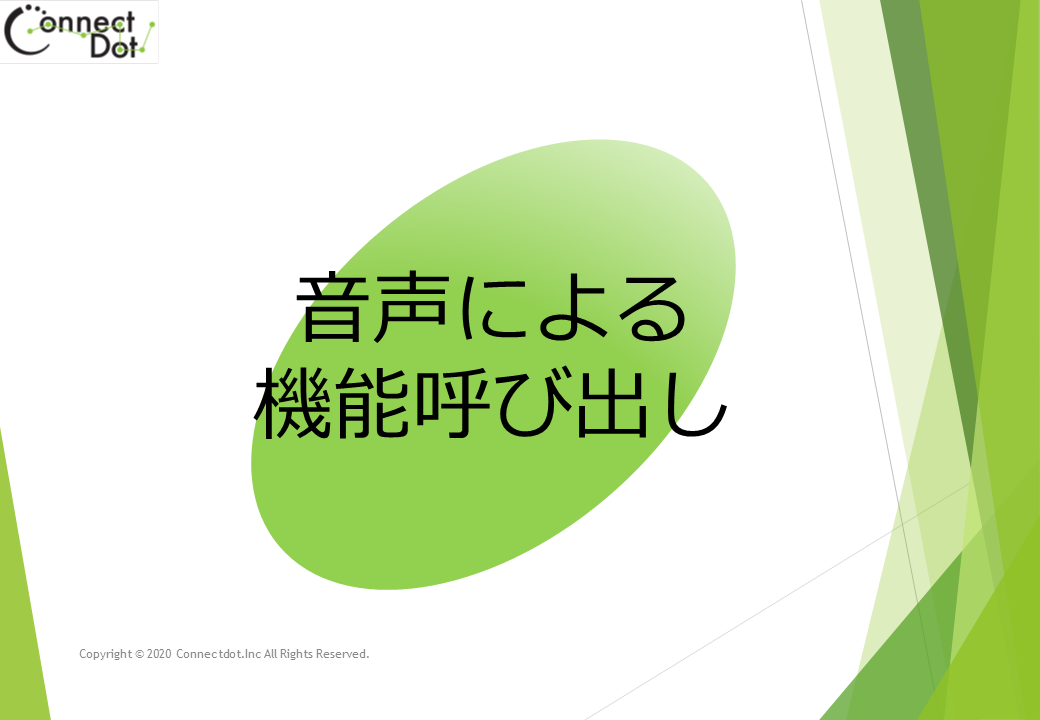 Connect
Dot
音声による
機能呼び出し
Copyright © 2020 Connectdot.Inc All Rights Reserved.